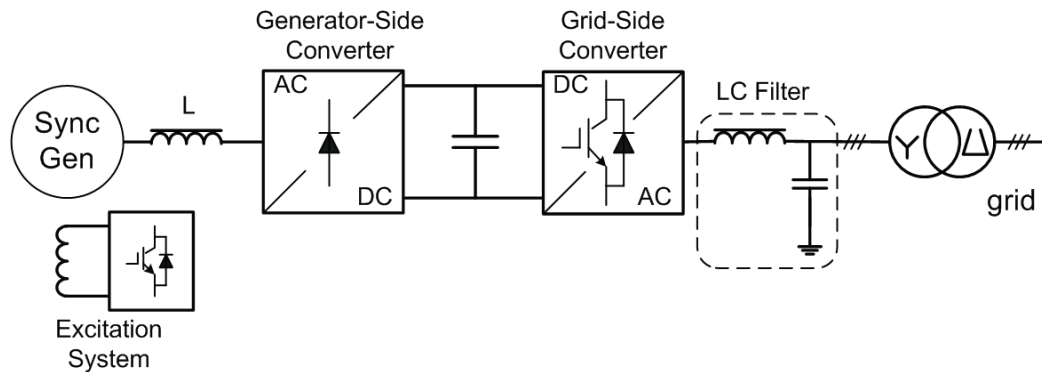 Generator-Side
Converter
Grid-Side
Converter
Sync
Gen
L
AC
DC
DC
AC
LC Filter
Y
Δ
grid
Excitation
System